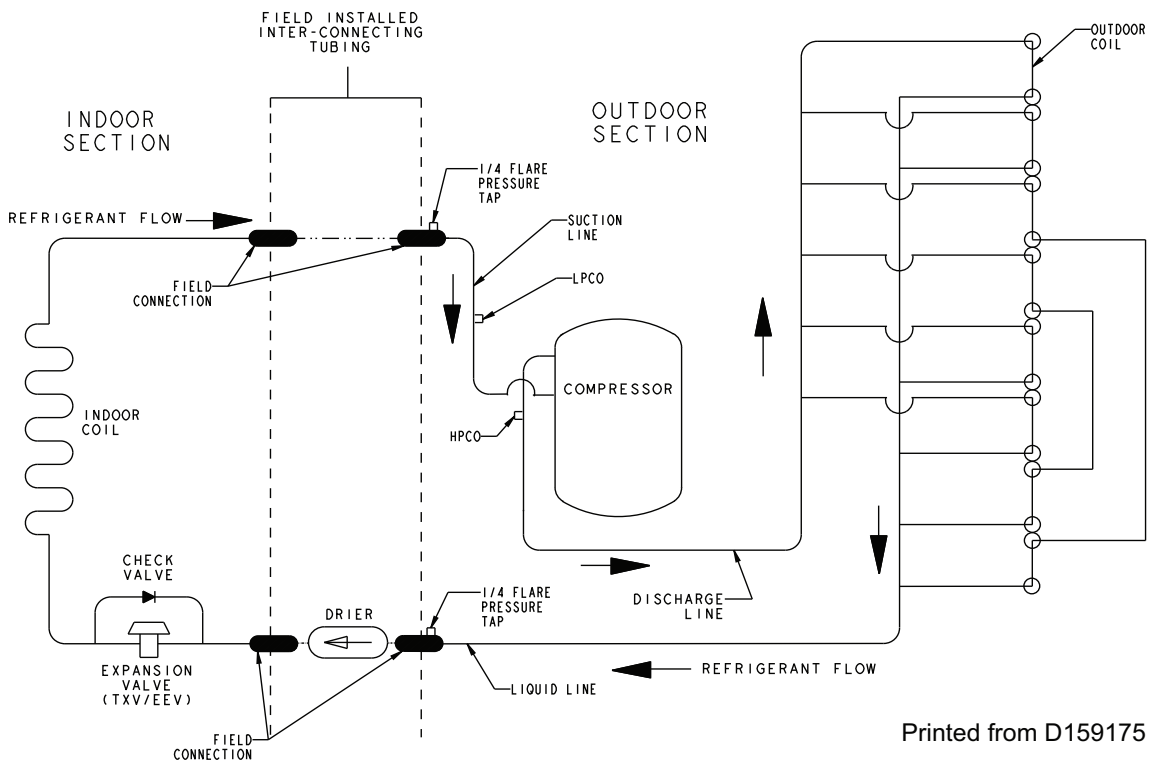 FIELD INSTALLED
INTER-CONNECTING
TUBING
INDOOR
SECTION
OUTDOOR
SECTION
OUTDOOR
COIL
1/4 FLARE
PRESSURE
TAP
REFRIGERANT FLOW
SUCTION
LINE
FIELD
CONNECTION
LPCO
COMPRESSOR
INDOOR
COIL
HPCO
CHECK
VALVE
DRIER
1/4 FLARE
PRESSURE
TAP
DISCHARGE
LINE
EXPANSION
VALVE
(TXV/EEV)
LIQUID LINE
REFRIGERANT FLOW
FIELD
CONNECTION
Printed from D159175